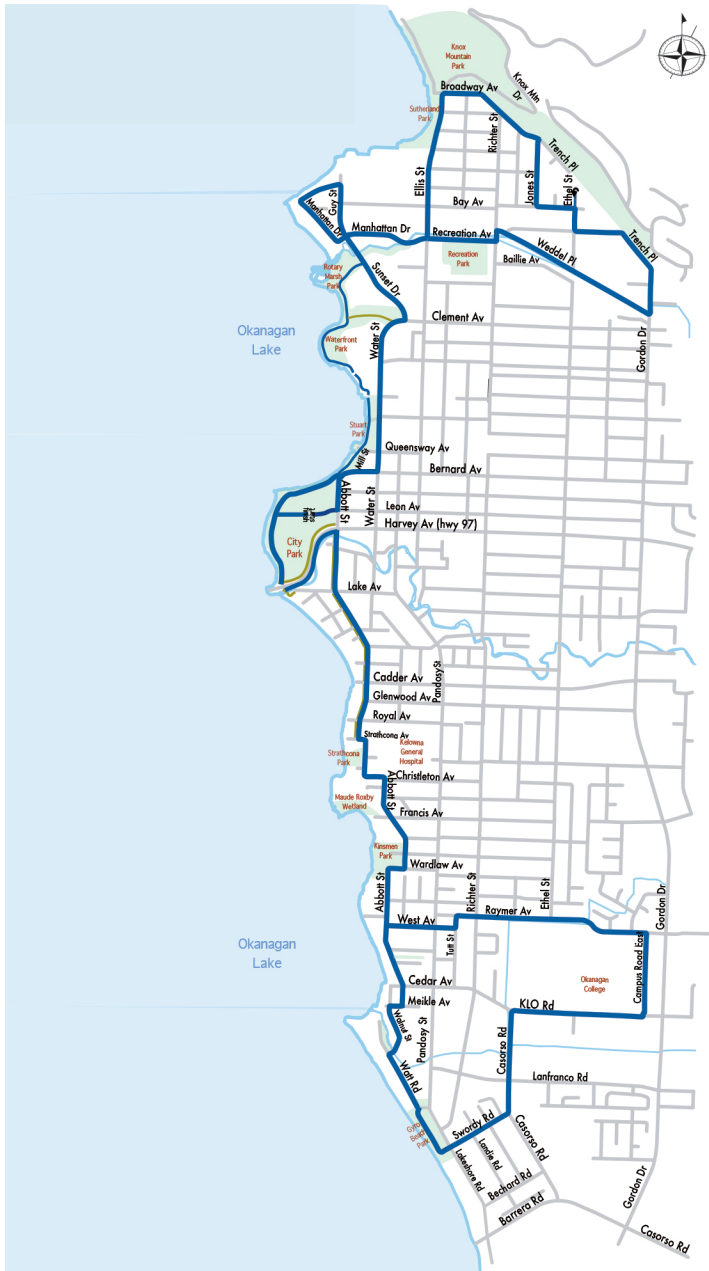 Knox
Mountain
Park
Broadway Av
Knox Mtn
Dr
Sutherland
Park
Richter St
Trench Pl
Ellis St
Jones St
Ethel St
Guy St
Bay Av
Manhattan Dr
Manhattan Dr
Recreation Av
Weddel Pl
Trench Pl
Recreation
Park
Baillie Av
Sunset Dr
Rotary
Marsh
Park
Okanagan
Lake
Clement Av
Water St
Waterfront
Park
Gordon Dr
Stuart
Park
Mill St
Queensway Av
Bernard Av
Abbott St
Water St
Leon Av
Harvey Av (hwy 97)
City
Park
Lake Av
Pandosy St
Cadder Av
Glenwood Av
Royal Av
Strathcona Av
Strathcona
Park
Kelowna
General
Hospital
Abbott St
Christleton Av
Maude Roxby
Wetland
Francis Av
Kinsmen
Park
Wardlaw Av
Abbott St
Richter St
Ethel St
Gordon Dr
West Av
Raymer Av
Tutt St
Okanagan
Lake
Campus Road East
Okanagan
College
Cedar Av
Meikle Av
KLO Rd
Walnut St
Pandosy St
Casorso Rd
Watt Rd
Lanfranco Rd
Gyro
Beach
Park
Swordy Rd
Casorso Rd
Landie Rd
Lakeshore Rd
Bechard Rd
Gordon Dr
Barrera Rd
Casorso Rd